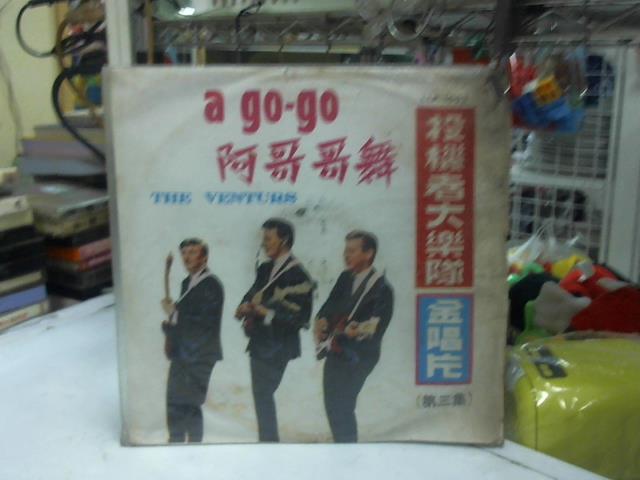 a go-go
阿哥哥舞
THE VENTURS
投機者大樂隊
金唱片
(第三集)